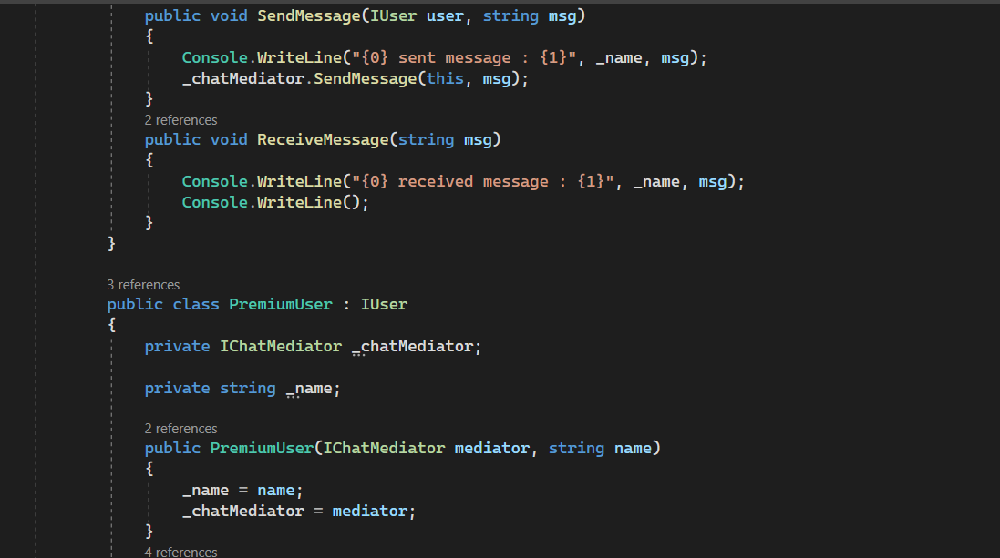 public void SendMessage(IUser user, string msg)
{
Console.WriteLine("{0} sent message : {1}", _name, msg);
_chatMediator.SendMessage(this, msg);
}
2 references
public void ReceiveMessage(string msg)
{
Console.WriteLine("{0} received message : {1}", _name, msg);
Console.WriteLine();
}
}
3 references
public class PremiumUser : IUser
{
private IChatMediator _chatMediator;
private string _name;
2 references
public PremiumUser(IChatMediator mediator, string name)
{
_name = name;
_chatMediator = mediator;
}
4 references